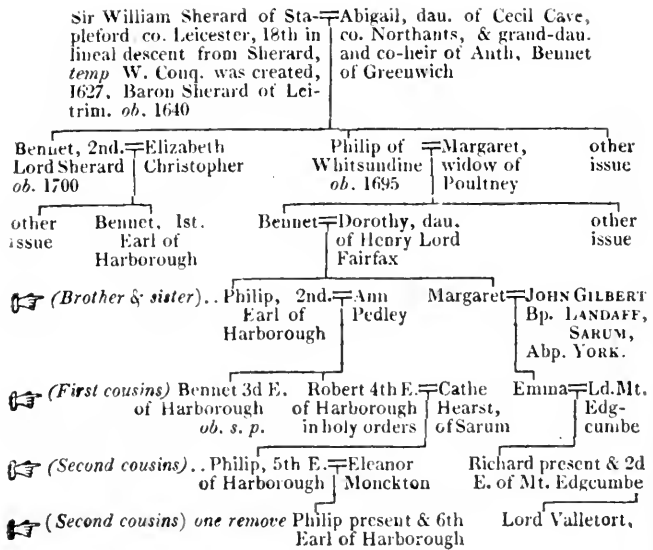 Sir William Sherard of Sta-
pleford co. Leicester, 18th in
lineal descent from Sherard,
temp W. Conq. was created,
1627, Baron Sherard of Lei-
trim. ob. 1640
Abigail, dau. of Cecil Cave,
co. Northants, & grand-dau.
and co-heir of Anth, Bennet
of Greenwich
Bennet, 2nd.
Lord Sherard
ob. 1700
Elizabeth
Christopher
Philip of
Whitsundine
ob. 1695
Margaret,
widow of
Poultney
other
issue
other
issue
Bennet, 1st.
Earl of
Harborough
Bennet
Dorothy, dau.
of Henry Lord
Fairfax
other
issue
(Brother & sister)..
Philip, 2nd.
Earl of
Harborough
Ann
Pedley
Margaret
JOHN GILBERT
Bp. LANDAFF,
SARUM,
Abp. YORK.
(First cousins)
Bennet 3d E.
of Harborough
ob. s. p.
Robert 4th E.
of Harborough
in holy orders
Cathe
Hearst,
of Sarum
Emma
Ld. Mt.
Edg-
cumbe
(Second cousins)..
Philip, 5th E.
of Harborough
Eleanor
Monckton
Richard present & 2d
E. of Mt. Edgcumbe
(Second cousins) one remove
Philip present & 6th
Earl of Harborough
Lord Valletort,